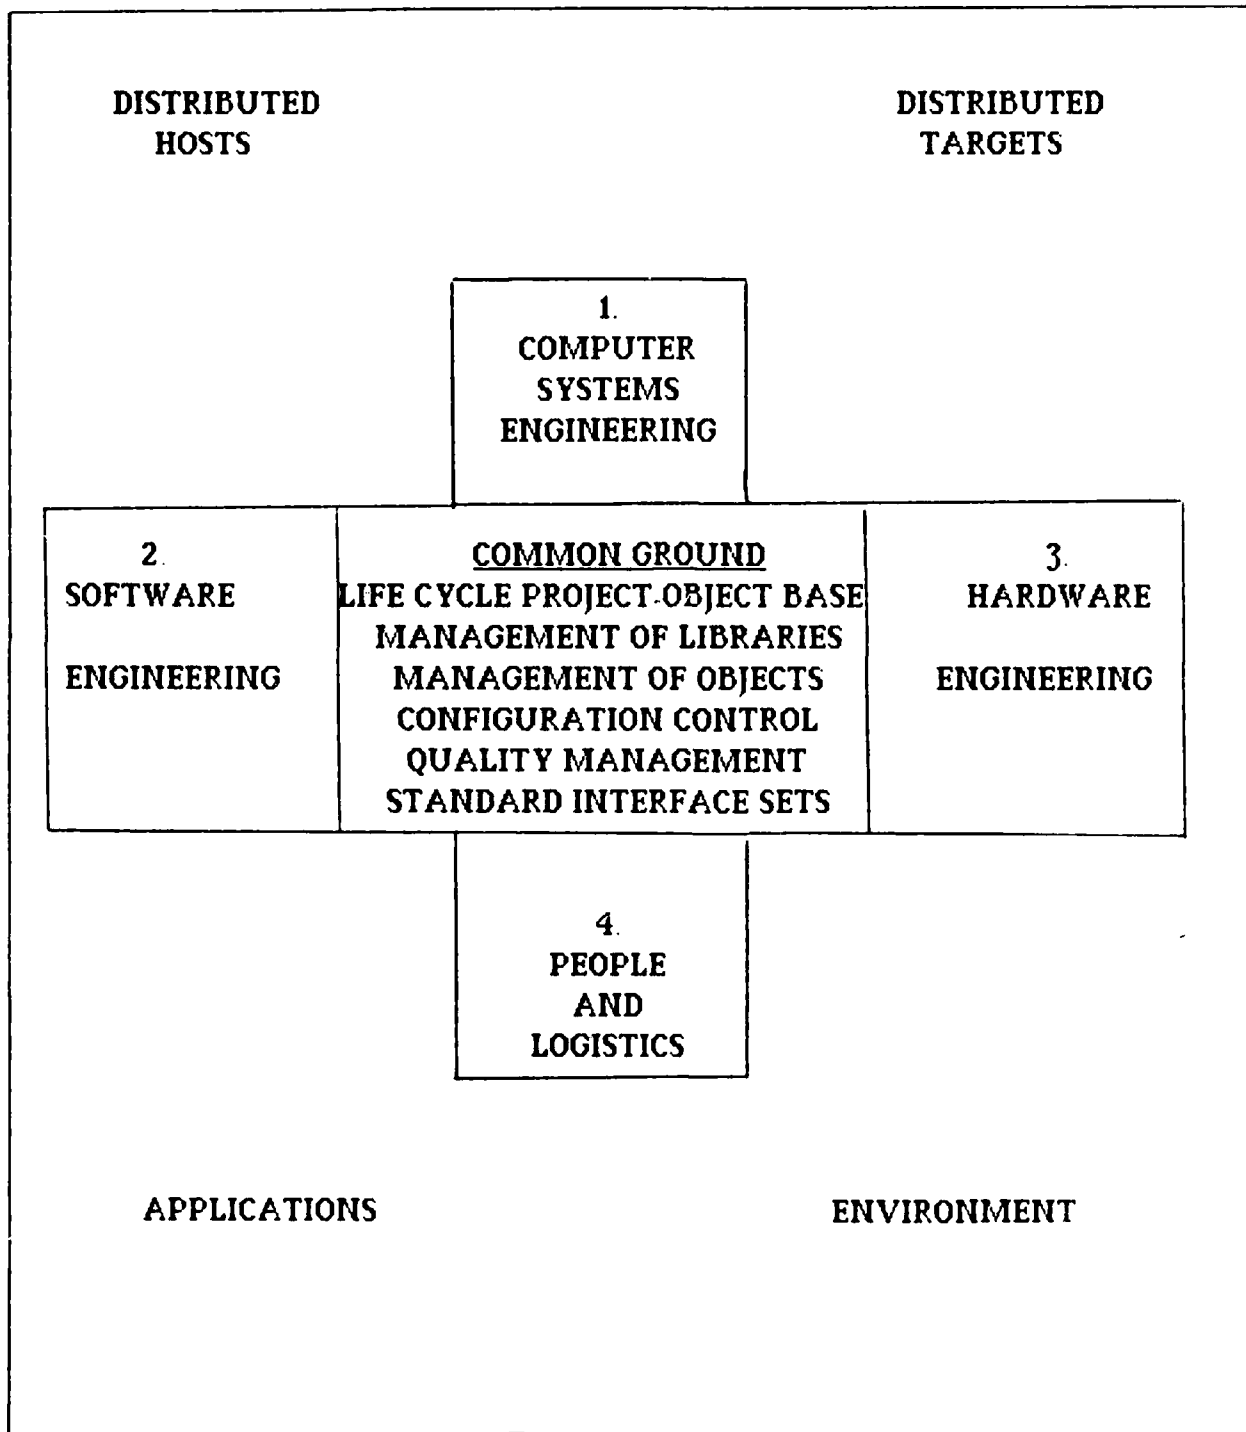 DISTRIBUTED
HOSTS
DISTRIBUTED
TARGETS
1.
COMPUTER
SYSTEMS
ENGINEERING
2.
SOFTWARE
ENGINEERING
COMMON GROUND
LIFE CYCLE PROJECT-OBJECT BASE
MANAGEMENT OF LIBRARIES
MANAGEMENT OF OBJECTS
CONFIGURATION CONTROL
QUALITY MANAGEMENT
STANDARD INTERFACE SETS
3.
HARDWARE
ENGINEERING
4.
PEOPLE
AND
LOGISTICS
APPLICATIONS
ENVIRONMENT